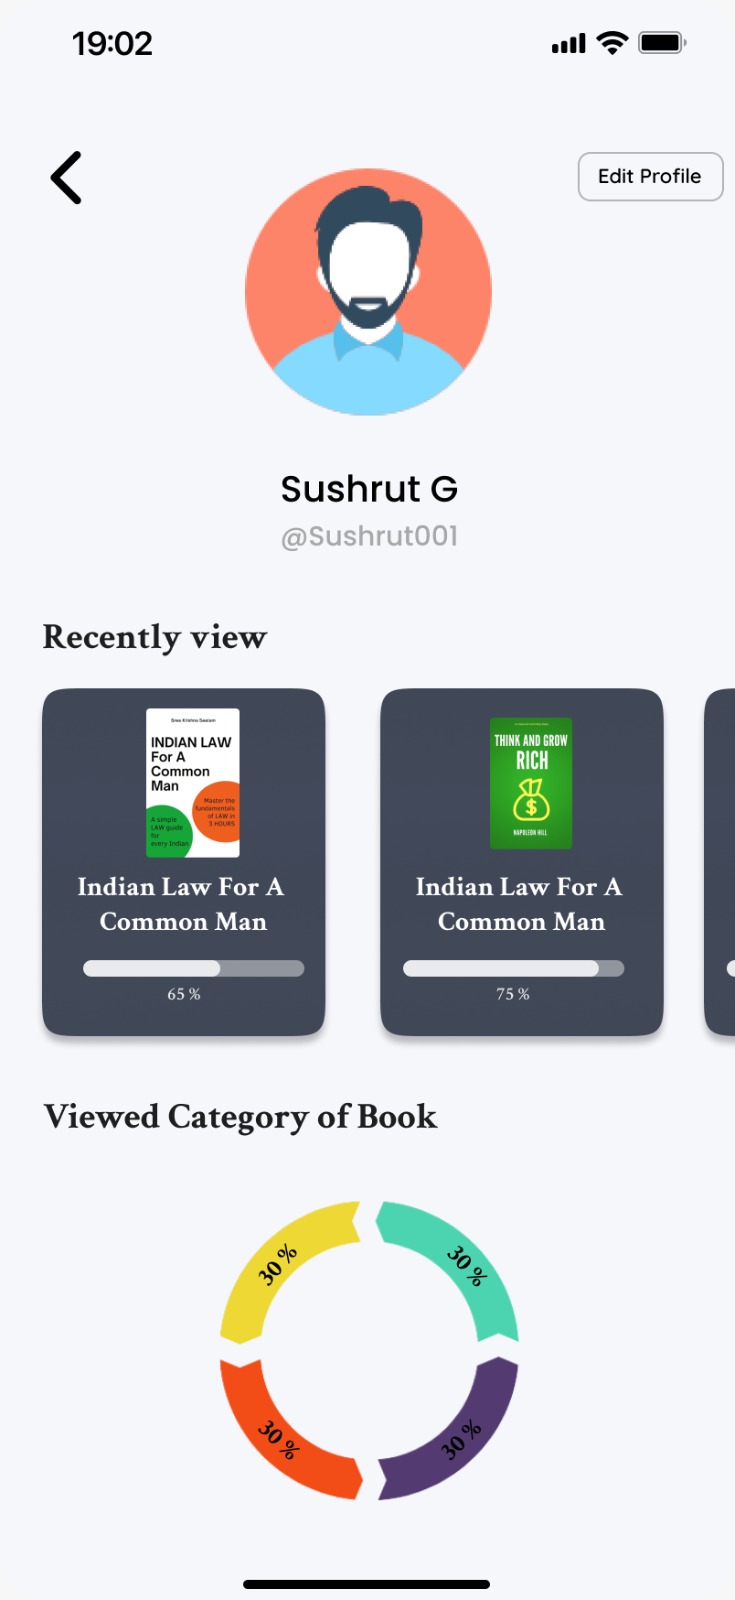 19:02
Edit Profile
Sushrut G
@Sushrut001
Recently view
Sree Krishna Seelam
INDIAN LAW
For A
Common
Man
Master the
fundamentals
of LAW in
3 HOURS
A simple
LAW guide
for
every Indian
Indian Law For A
Common Man
65 %
THINK AND GROW
RICH
$
NAPOLEON HILL
Indian Law For A
Common Man
75 %
Viewed Category of Book
30 %
30 %
30 %
30 %